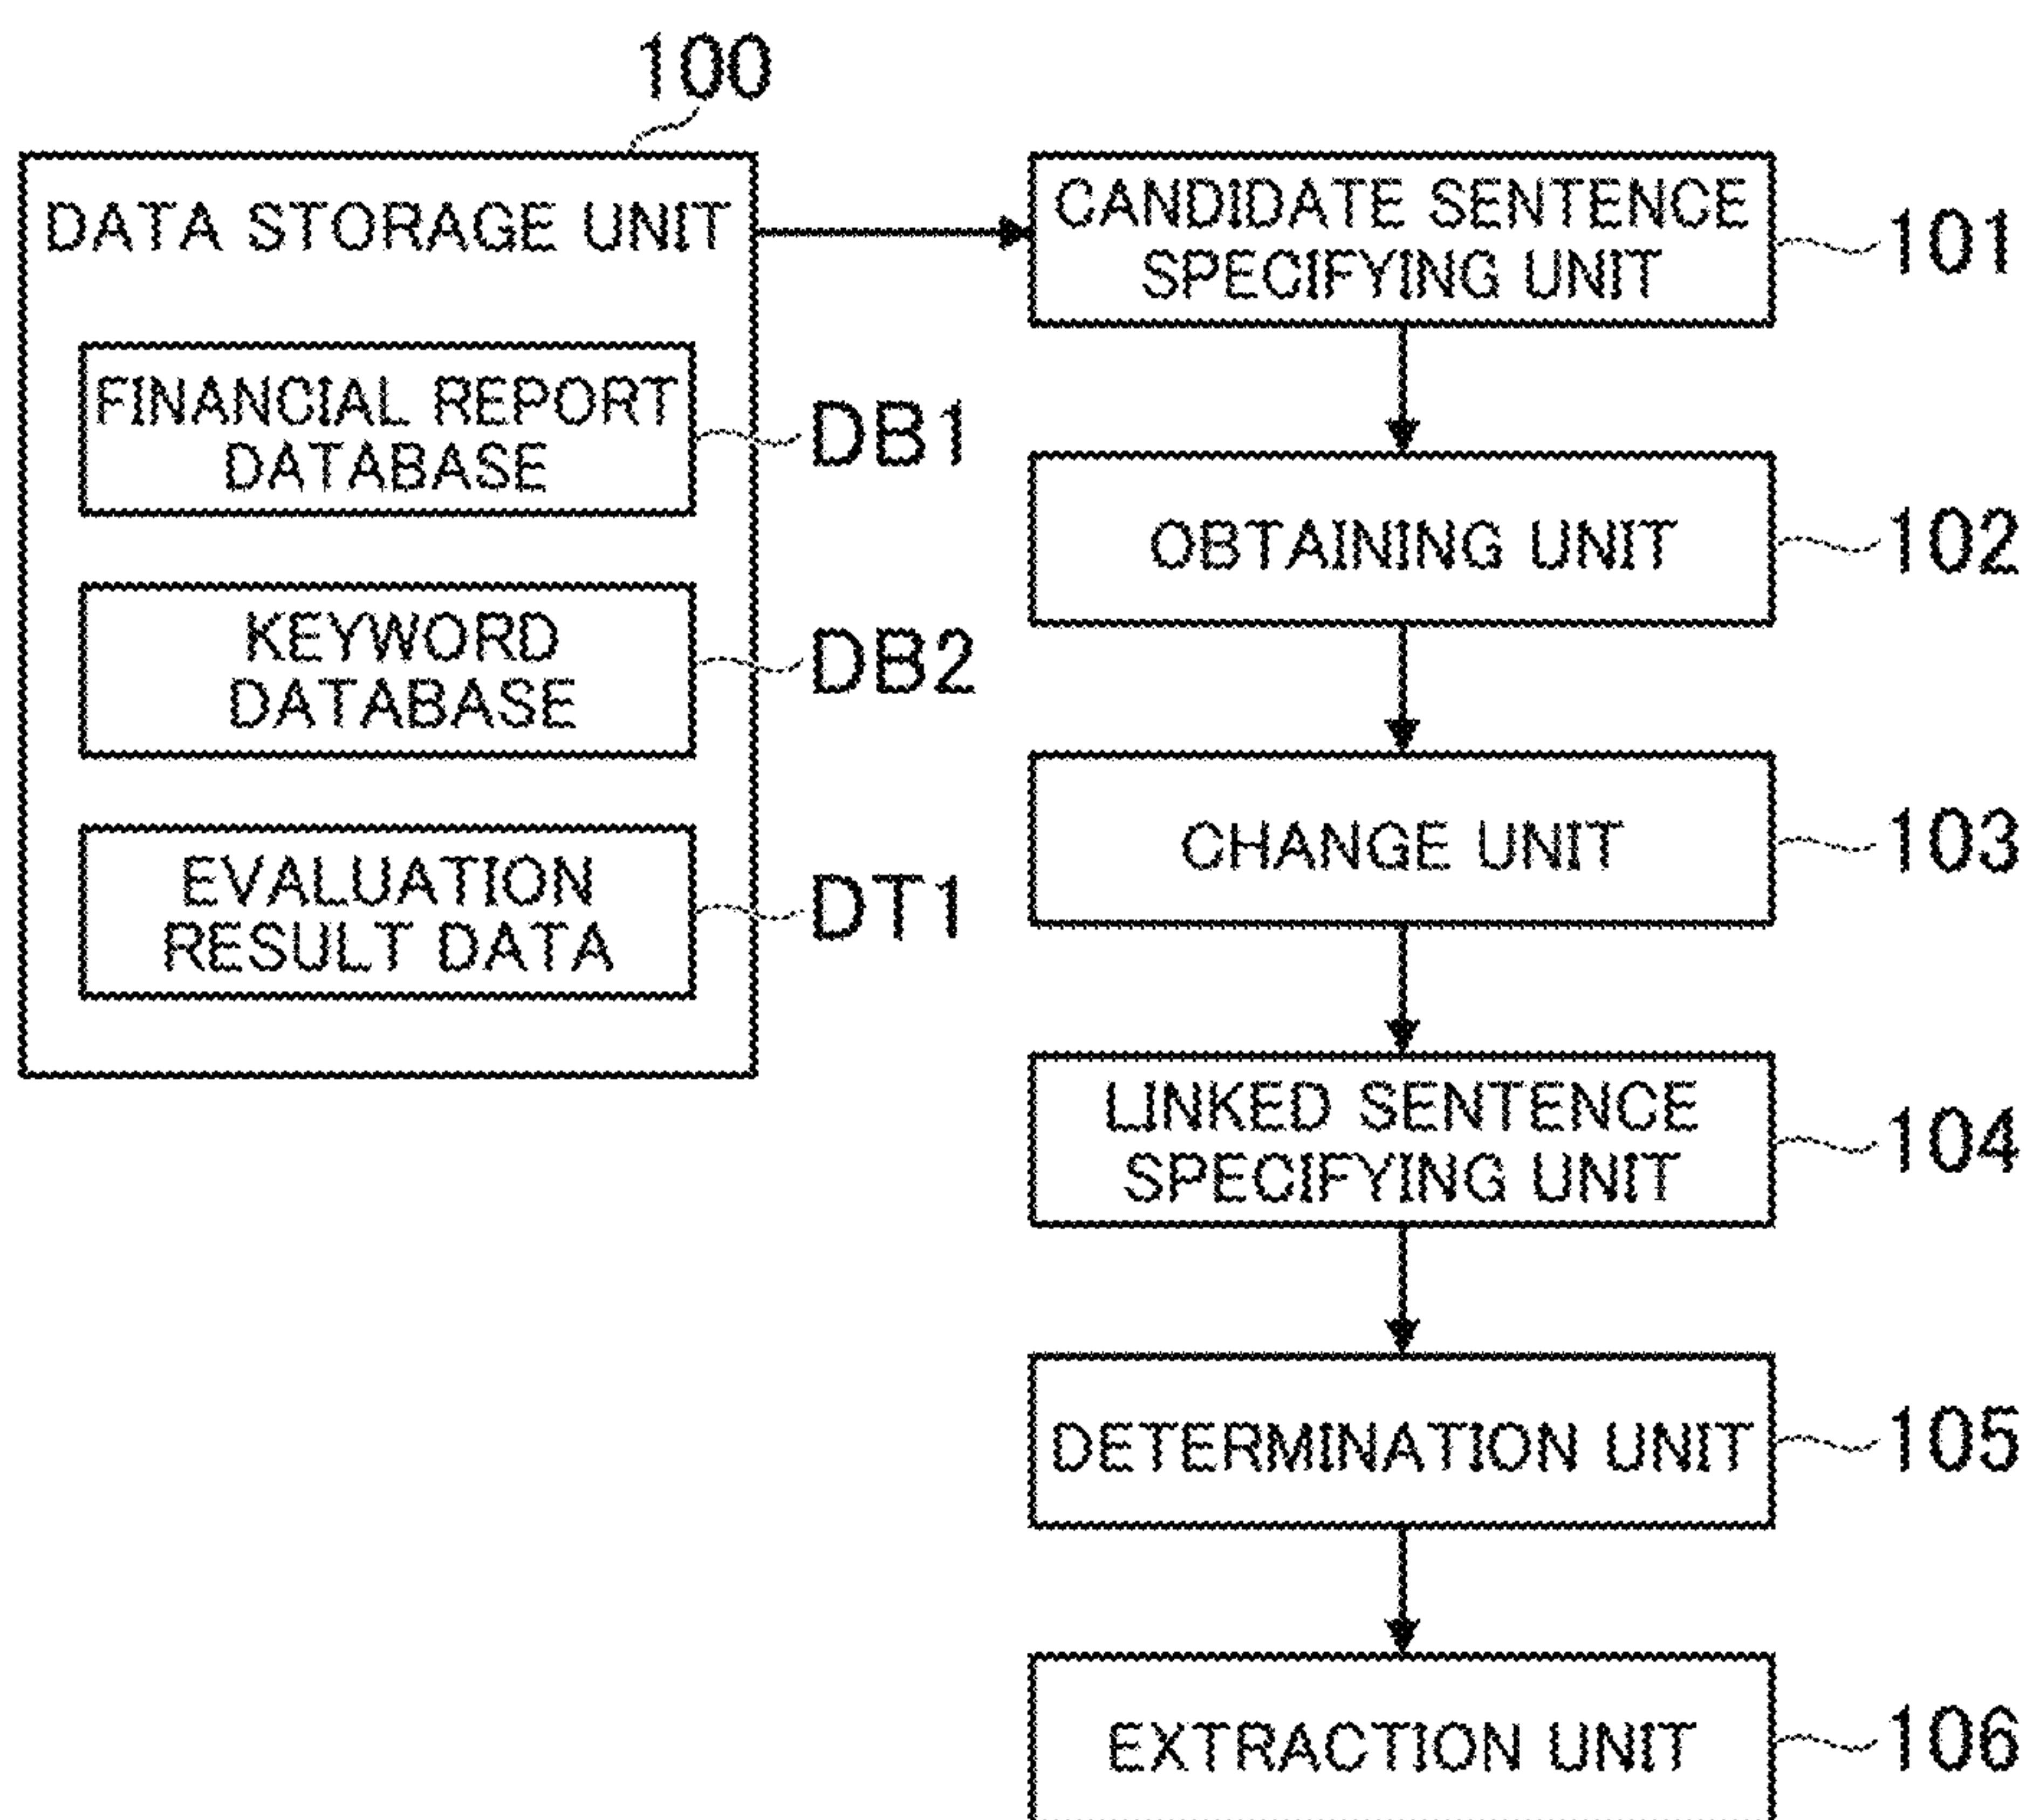 100
DATA STORAGE UNIT
FINANCIAL REPORT
DATABASE
DB1
KEYWORD
DATABASE
DB2
EVALUATION
RESULT DATA
DT1
CANDIDATE SENTENCE
SPECIFYING UNIT
101
OBTAINING UNIT
102
CHANGE UNIT
103
LINKED SENTENCE
SPECIFYING UNIT
104
DETERMINATION UNIT
105
EXTRACTION UNIT
106